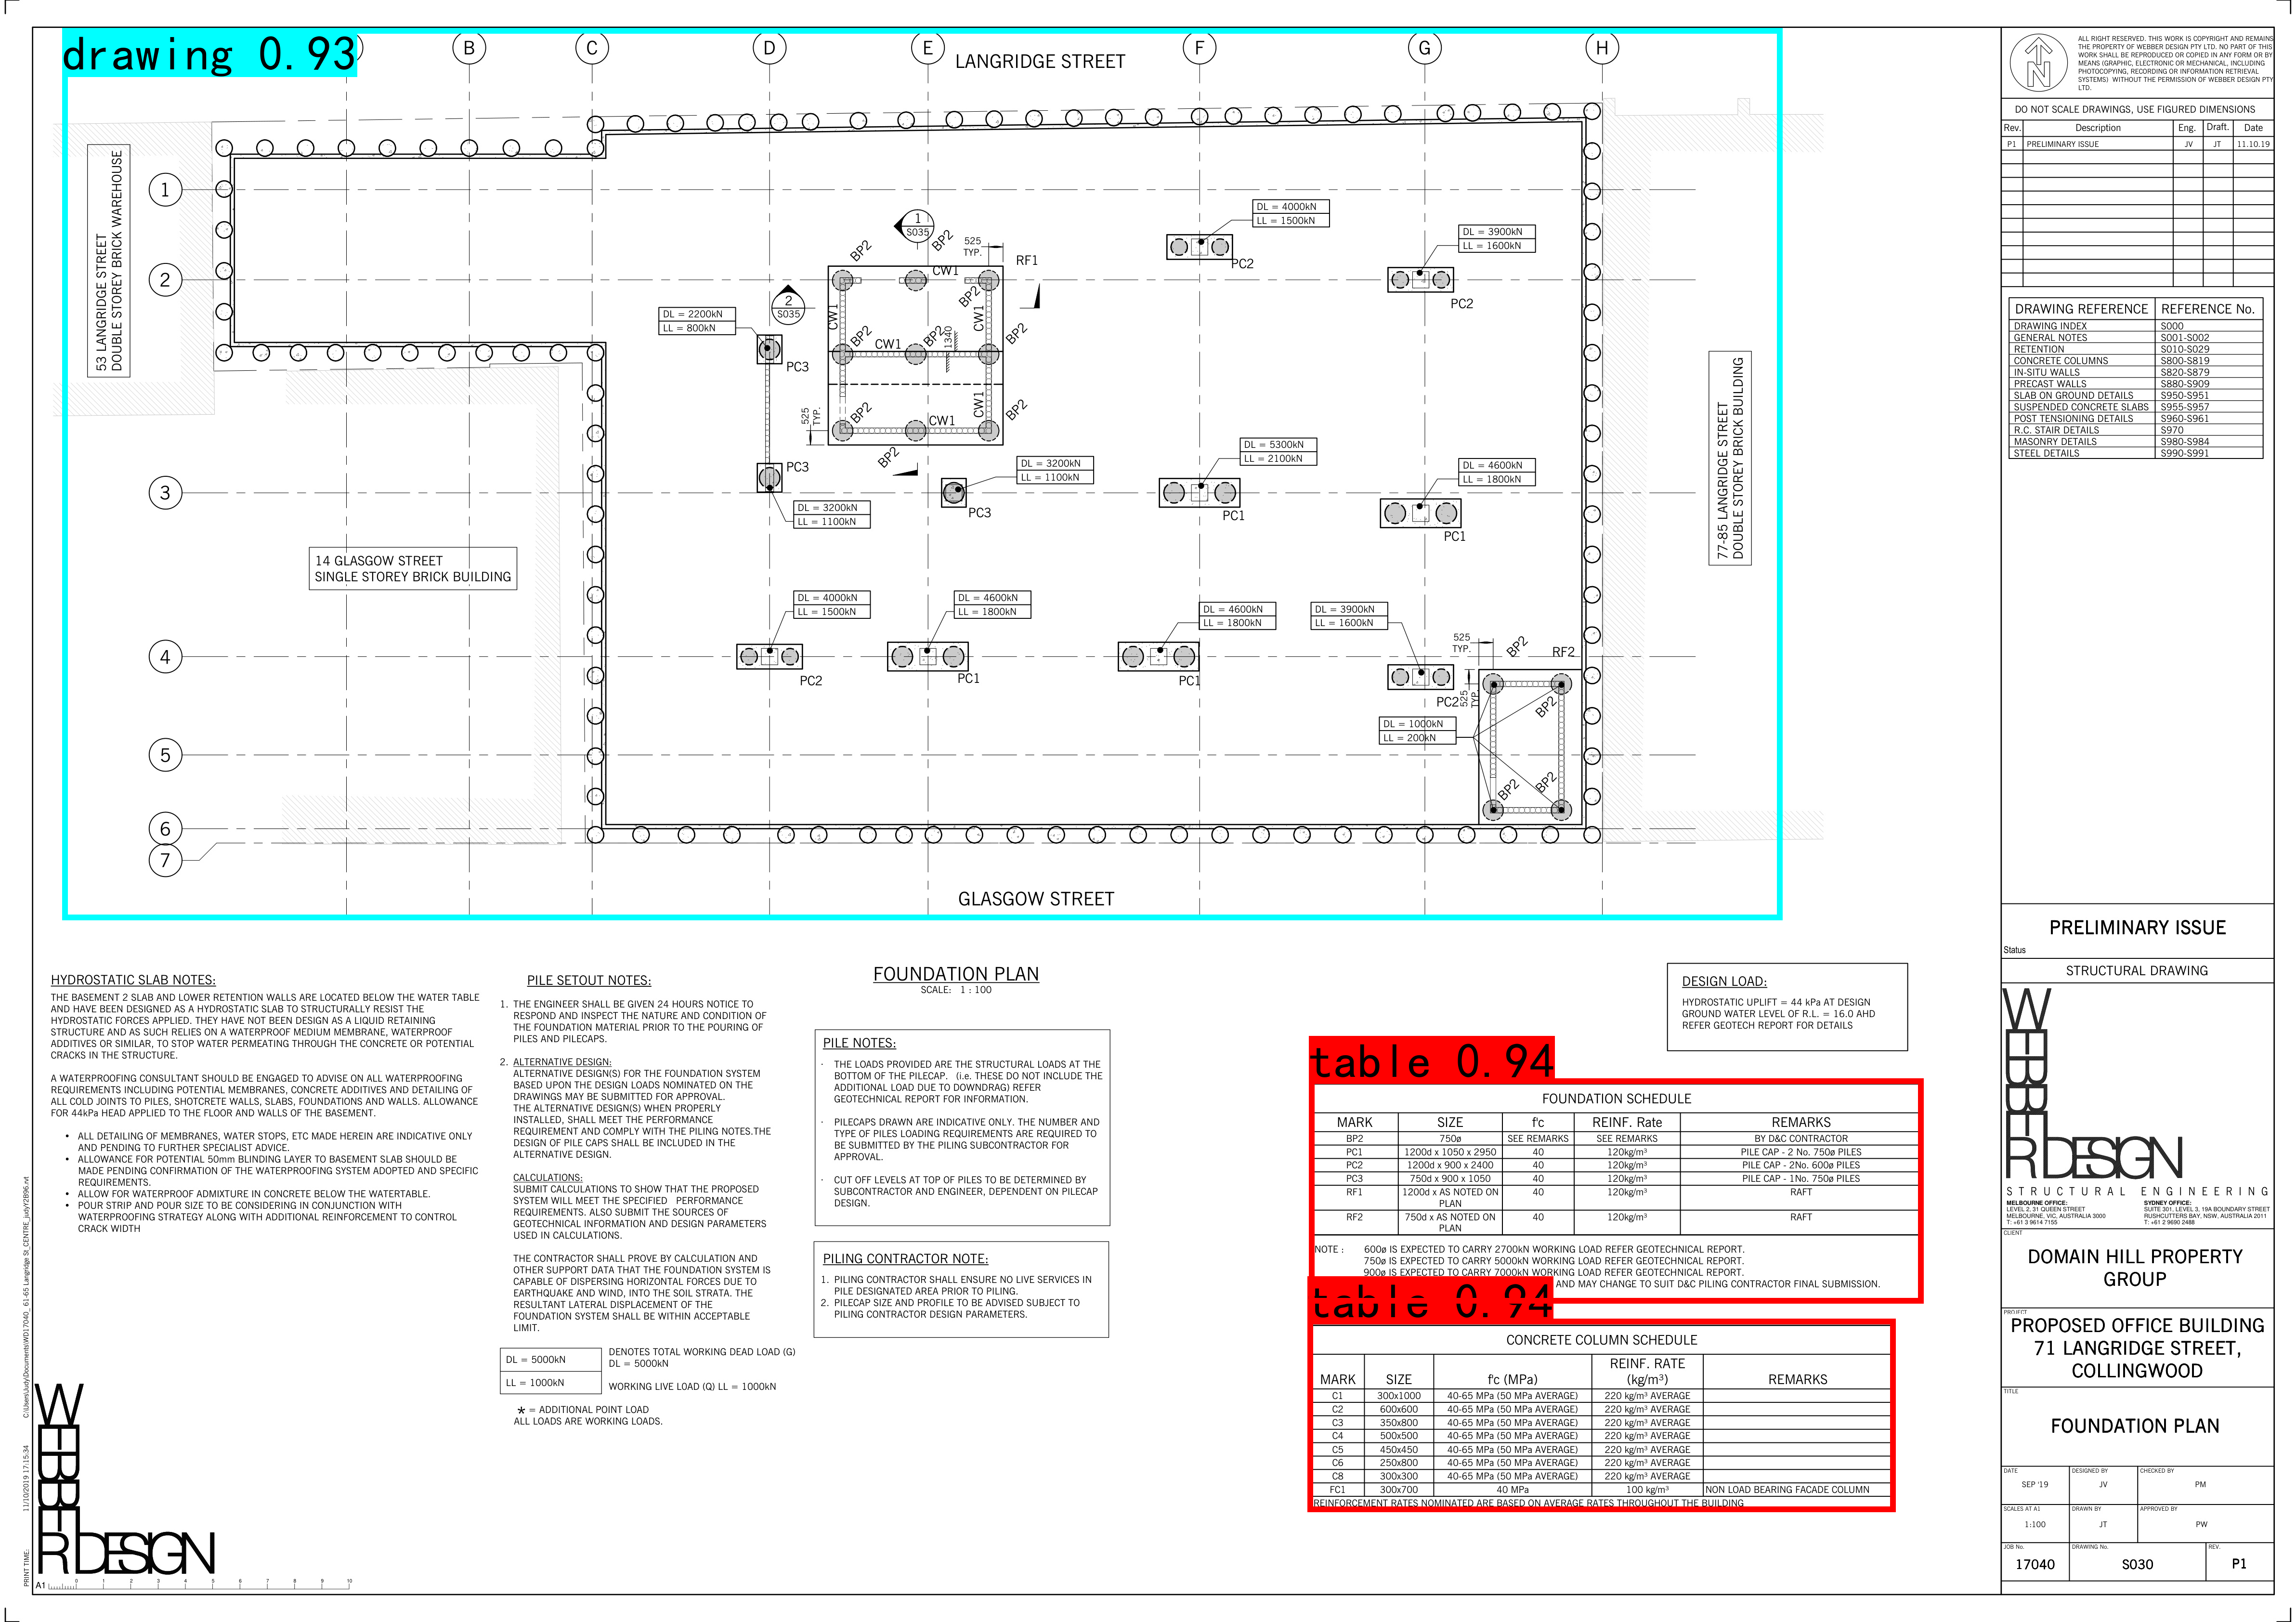 drawing 0.93
B
C
D
E
F
G
H
LANGRIDGE STREET
1
2
3
4
5
6
7
53 LANGRIDGE STREET
DOUBLE STOREY BRICK WAREHOUSE
14 GLASGOW STREET
SINGLE STOREY BRICK BUILDING
77-85 LANGRIDGE STREET
DOUBLE STOREY BRICK BUILDING
1
S035
2
S035
BP2
BP2
525
TYP.
RF1
CW1
BP2
CW1
CW1
BP2
BP2
1340
BP2
CW1
CW1
BP2
BP2
CW1
525
TYP.
BP2
DL = 2200kN
LL = 800kN
PC3
PC3
DL = 3200kN
LL = 1100kN
DL = 3200kN
LL = 1100kN
PC3
DL = 4000kN
LL = 1500kN
PC2
DL = 3900kN
LL = 1600kN
PC2
DL = 5300kN
LL = 2100kN
PC1
DL = 4600kN
LL = 1800kN
PC1
DL = 4000kN
LL = 1500kN
PC2
DL = 4600kN
LL = 1800kN
PC1
DL = 4600kN
LL = 1800kN
PC1
DL = 3900kN
LL = 1600kN
PC2
525
TYP.
525
TYP.
BP2
RF2
BP2
BP2
BP2
DL = 1000kN
LL = 200kN
GLASGOW STREET
HYDROSTATIC SLAB NOTES:
THE BASEMENT 2 SLAB AND LOWER RETENTION WALLS ARE LOCATED BELOW THE WATER TABLE
AND HAVE BEEN DESIGNED AS A HYDROSTATIC SLAB TO STRUCTURALLY RESIST THE
HYDROSTATIC FORCES APPLIED. THEY HAVE NOT BEEN DESIGN AS A LIQUID RETAINING
STRUCTURE AND AS SUCH RELIES ON A WATERPROOF MEDIUM MEMBRANE, WATERPROOF
ADDITIVES OR SIMILAR, TO STOP WATER PERMEATING THROUGH THE CONCRETE OR POTENTIAL
CRACKS IN THE STRUCTURE.
A WATERPROOFING CONSULTANT SHOULD BE ENGAGED TO ADVISE ON ALL WATERPROOFING
REQUIREMENTS INCLUDING POTENTIAL MEMBRANES, CONCRETE ADDITIVES AND DETAILING OF
ALL COLD JOINTS TO PILES, SHOTCRETE WALLS, SLABS, FOUNDATIONS AND WALLS. ALLOWANCE
FOR 44kPa HEAD APPLIED TO THE FLOOR AND WALLS OF THE BASEMENT.
• ALL DETAILING OF MEMBRANES, WATER STOPS, ETC MADE HEREIN ARE INDICATIVE ONLY
AND PENDING TO FURTHER SPECIALIST ADVICE.
• ALLOWANCE FOR POTENTIAL 50mm BLINDING LAYER TO BASEMENT SLAB SHOULD BE
MADE PENDING CONFIRMATION OF THE WATERPROOFING SYSTEM ADOPTED AND SPECIFIC
REQUIREMENTS.
• ALLOW FOR WATERPROOF ADMIXTURE IN CONCRETE BELOW THE WATERTABLE.
• POUR STRIP AND POUR SIZE TO BE CONSIDERING IN CONJUNCTION WITH
WATERPROOFING STRATEGY ALONG WITH ADDITIONAL REINFORCEMENT TO CONTROL
CRACK WIDTH
PILE SETOUT NOTES:
1. THE ENGINEER SHALL BE GIVEN 24 HOURS NOTICE TO
RESPOND AND INSPECT THE NATURE AND CONDITION OF
THE FOUNDATION MATERIAL PRIOR TO THE POURING OF
PILES AND PILECAPS.
2. ALTERNATIVE DESIGN:
ALTERNATIVE DESIGN(S) FOR THE FOUNDATION SYSTEM
BASED UPON THE DESIGN LOADS NOMINATED ON THE
DRAWINGS MAY BE SUBMITTED FOR APPROVAL.
THE ALTERNATIVE DESIGN(S) WHEN PROPERLY
INSTALLED, SHALL MEET THE PERFORMANCE
REQUIREMENT AND COMPLY WITH THE PILING NOTES.THE
DESIGN OF PILE CAPS SHALL BE INCLUDED IN THE
ALTERNATIVE DESIGN.
CALCULATIONS:
SUBMIT CALCULATIONS TO SHOW THAT THE PROPOSED
SYSTEM WILL MEET THE SPECIFIED PERFORMANCE
REQUIREMENTS. ALSO SUBMIT THE SOURCES OF
GEOTECHNICAL INFORMATION AND DESIGN PARAMETERS
USED IN CALCULATIONS.
THE CONTRACTOR SHALL PROVE BY CALCULATION AND
OTHER SUPPORT DATA THAT THE FOUNDATION SYSTEM IS
CAPABLE OF DISPERSING HORIZONTAL FORCES DUE TO
EARTHQUAKE AND WIND, INTO THE SOIL STRATA. THE
RESULTANT LATERAL DISPLACEMENT OF THE
FOUNDATION SYSTEM SHALL BE WITHIN ACCEPTABLE
LIMIT.
DL = 5000kN
LL = 1000kN
DENOTES TOTAL WORKING DEAD LOAD (G)
DL = 5000kN
WORKING LIVE LOAD (Q) LL = 1000kN
* = ADDITIONAL POINT LOAD
ALL LOADS ARE WORKING LOADS.
FOUNDATION PLAN
SCALE: 1 : 100
PILE NOTES:
· THE LOADS PROVIDED ARE THE STRUCTURAL LOADS AT THE
BOTTOM OF THE PILECAP. (i.e. THESE DO NOT INCLUDE THE
ADDITIONAL LOAD DUE TO DOWNDRAG) REFER
GEOTECHNICAL REPORT FOR INFORMATION.
· PILECAPS DRAWN ARE INDICATIVE ONLY. THE NUMBER AND
TYPE OF PILES LOADING REQUIREMENTS ARE REQUIRED TO
BE SUBMITTED BY THE PILING SUBCONTRACTOR FOR
APPROVAL.
· CUT OFF LEVELS AT TOP OF PILES TO BE DETERMINED BY
SUBCONTRACTOR AND ENGINEER, DEPENDENT ON PILECAP
DESIGN.
PILING CONTRACTOR NOTE:
1. PILING CONTRACTOR SHALL ENSURE NO LIVE SERVICES IN
PILE DESIGNATED AREA PRIOR TO PILING.
2. PILECAP SIZE AND PROFILE TO BE ADVISED SUBJECT TO
PILING CONTRACTOR DESIGN PARAMETERS.
DESIGN LOAD:
HYDROSTATIC UPLIFT = 44 kPa AT DESIGN
GROUND WATER LEVEL OF R.L. = 16.0 AHD
REFER GEOTECH REPORT FOR DETAILS
table 0.94
FOUNDATION SCHEDULE
MARK SIZE f'c REINF. Rate REMARKS
BP2 750ø SEE REMARKS SEE REMARKS BY D&C CONTRACTOR
PC1 1200d x 1050 x 2950 40 120kg/m³ PILE CAP - 2 No. 750ø PILES
PC2 1200d x 900 x 2400 40 120kg/m³ PILE CAP - 2No. 600ø PILES
PC3 750d x 900 x 1050 40 120kg/m³ PILE CAP - 1No. 750ø PILES
RF1 1200d x AS NOTED ON PLAN 40 120kg/m³ RAFT
RF2 750d x AS NOTED ON PLAN 40 120kg/m³ RAFT
NOTE : 600ø IS EXPECTED TO CARRY 2700kN WORKING LOAD REFER GEOTECHNICAL REPORT.
750ø IS EXPECTED TO CARRY 5000kN WORKING LOAD REFER GEOTECHNICAL REPORT.
900ø IS EXPECTED TO CARRY 7000kN WORKING LOAD REFER GEOTECHNICAL REPORT.
AND MAY CHANGE TO SUIT D&C PILING CONTRACTOR FINAL SUBMISSION.
table 0.94
CONCRETE COLUMN SCHEDULE
MARK SIZE f'c (MPa) REINF. RATE (kg/m³) REMARKS
C1 300x1000 40-65 MPa (50 MPa AVERAGE) 220 kg/m³ AVERAGE
C2 600x600 40-65 MPa (50 MPa AVERAGE) 220 kg/m³ AVERAGE
C3 350x800 40-65 MPa (50 MPa AVERAGE) 220 kg/m³ AVERAGE
C4 500x500 40-65 MPa (50 MPa AVERAGE) 220 kg/m³ AVERAGE
C5 450x450 40-65 MPa (50 MPa AVERAGE) 220 kg/m³ AVERAGE
C6 250x800 40-65 MPa (50 MPa AVERAGE) 220 kg/m³ AVERAGE
C8 300x300 40-65 MPa (50 MPa AVERAGE) 220 kg/m³ AVERAGE
FC1 300x700 40 MPa 100 kg/m³ NON LOAD BEARING FACADE COLUMN
REINFORCEMENT RATES NOMINATED ARE BASED ON AVERAGE RATES THROUGHOUT THE BUILDING
N
ALL RIGHT RESERVED. THIS WORK IS COPYRIGHT AND REMAINS
THE PROPERTY OF WEBBER DESIGN PTY LTD. NO PART OF THIS
WORK SHALL BE REPRODUCED OR COPIED IN ANY FORM OR BY
MEANS (GRAPHIC, ELECTRONIC OR MECHANICAL, INCLUDING
PHOTOCOPYING, RECORDING OR INFORMATION RETRIEVAL
SYSTEMS) WITHOUT THE PERMISSION OF WEBBER DESIGN PTY
LTD.
DO NOT SCALE DRAWINGS, USE FIGURED DIMENSIONS
Rev. Description Eng. Draft. Date
P1 PRELIMINARY ISSUE JV JT 11.10.19
DRAWING REFERENCE REFERENCE No.
DRAWING INDEX S000
GENERAL NOTES S001-S002
RETENTION S010-S029
CONCRETE COLUMNS S800-S819
IN-SITU WALLS S820-S879
PRECAST WALLS S880-S909
SLAB ON GROUND DETAILS S950-S951
SUSPENDED CONCRETE SLABS S955-S957
POST TENSIONING DETAILS S960-S961
R.C. STAIR DETAILS S970
MASONRY DETAILS S980-S984
STEEL DETAILS S990-S991
PRELIMINARY ISSUE
Status
STRUCTURAL DRAWING
WEBBER DESIGN
STRUCTURAL ENGINEERING
MELBOURNE OFFICE:
LEVEL 2, 31 QUEEN STREET
MELBOURNE, VIC, AUSTRALIA 3000
T: +61 3 9614 7155
SYDNEY OFFICE:
SUITE 301, LEVEL 3, 19A BOUNDARY STREET
RUSHCUTTERS BAY, NSW, AUSTRALIA 2011
T: +61 2 9690 2488
CLIENT
DOMAIN HILL PROPERTY
GROUP
PROJECT
PROPOSED OFFICE BUILDING
71 LANGRIDGE STREET,
COLLINGWOOD
TITLE
FOUNDATION PLAN
DATE
SEP '19
DESIGNED BY
JV
CHECKED BY
PM
SCALES AT A1
1:100
DRAWN BY
JT
APPROVED BY
PW
JOB No.
17040
DRAWING No.
S030
REV.
P1
WEBBER DESIGN
A1
0 1 2 3 4 5 6 7 8 9 10
PRINT TIME: 11/10/2019 17:15:34